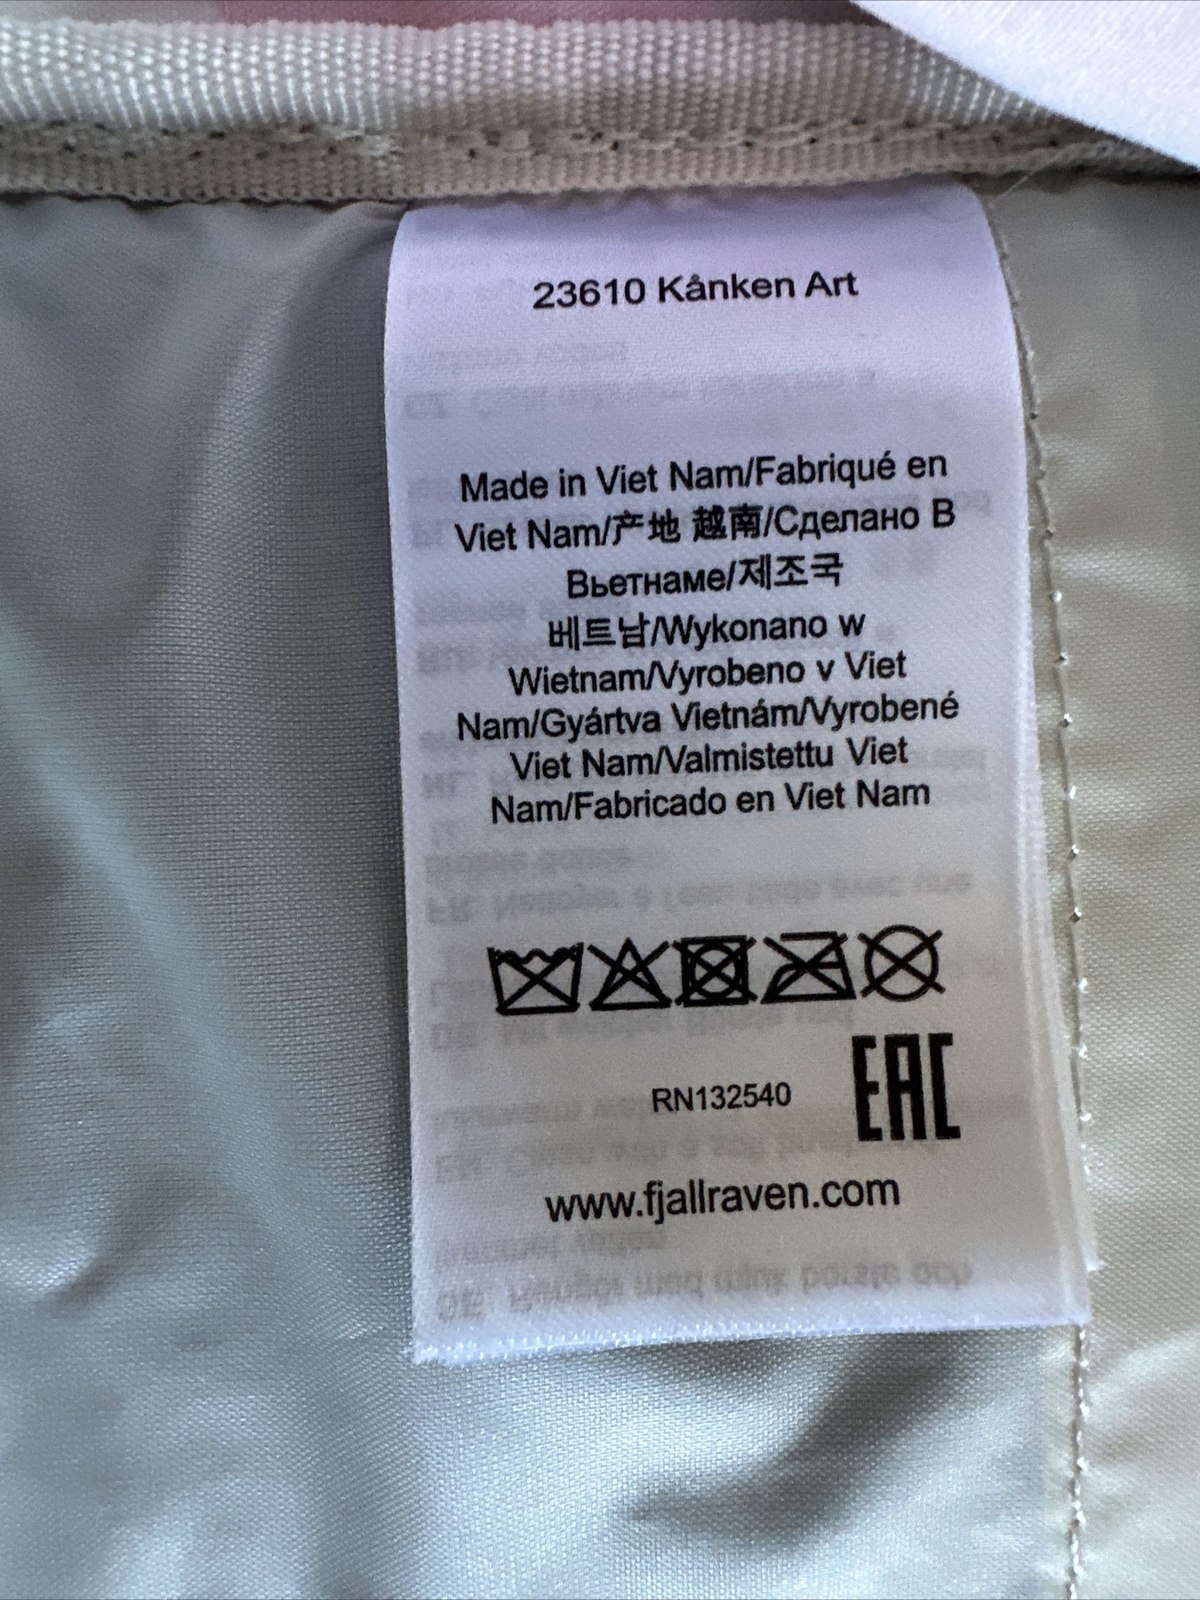 23610 Kånken Art
Made in Viet Nam/Fabriqué en
Viet Nam/产地 越南/Сделано В
Вьетнаме/제조국
베트남/Wykonano w
Wietnam/Vyrobeno v Viet
Nam/Gyártva Vietnám/Vyrobené
Viet Nam/Valmistettu Viet
Nam/Fabricado en Viet Nam
RN132540
EAC
www.fjallraven.com